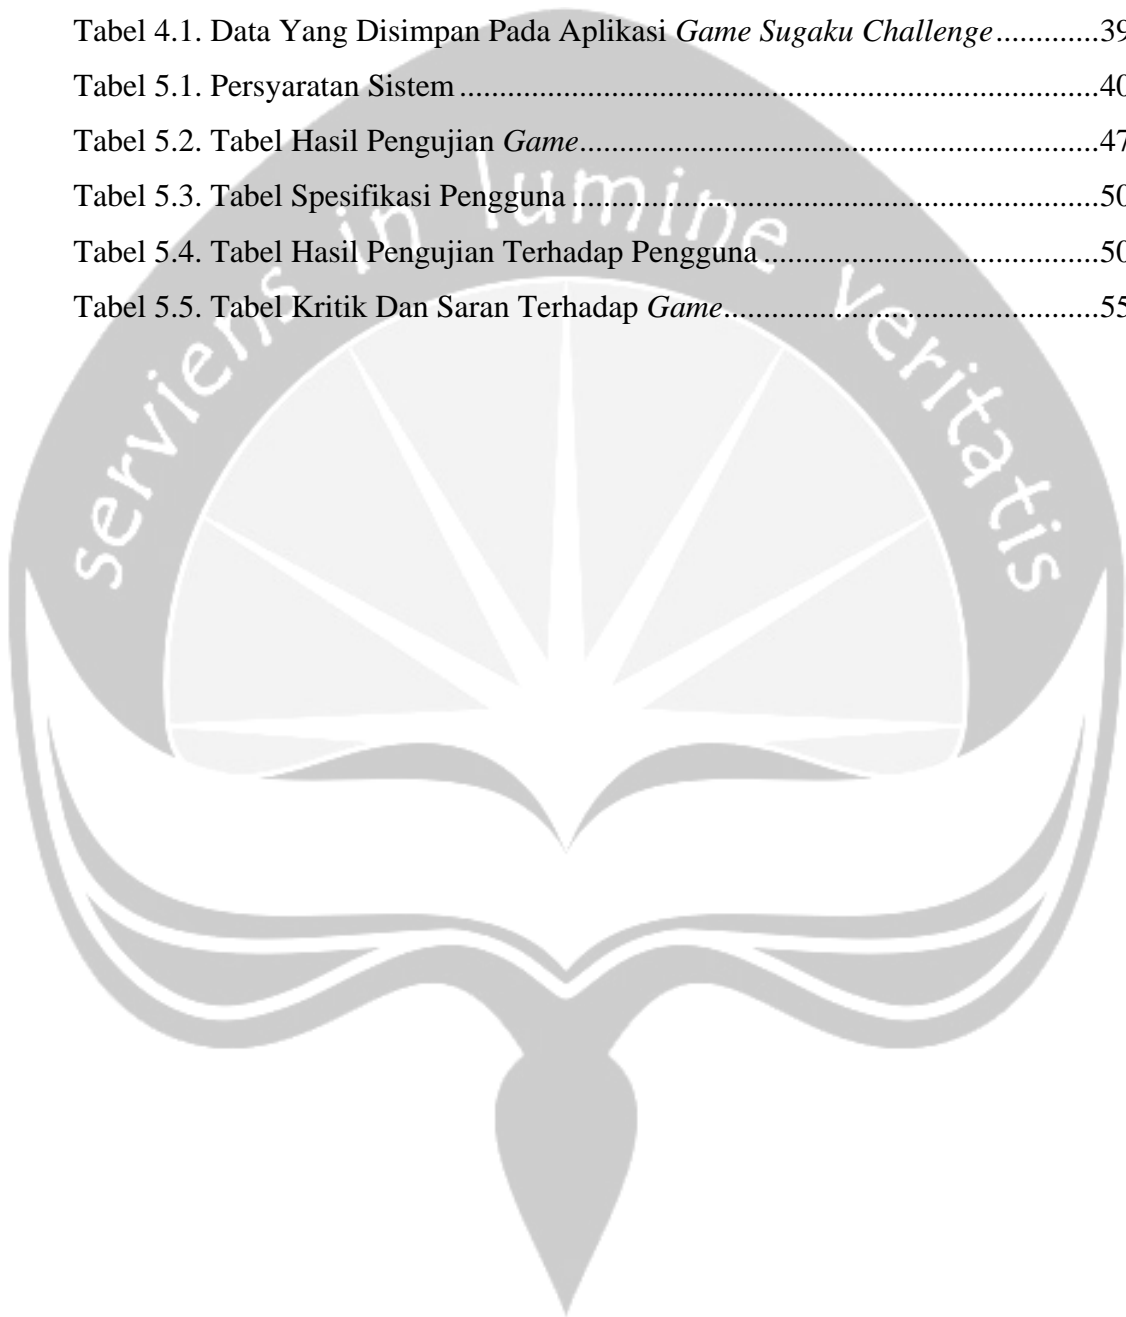 Tabel 4.1. Data Yang Disimpan Pada Aplikasi Game Sugaku Challenge.............39
Tabel 5.1. Persyaratan Sistem...................................................................................40
Tabel 5.2. Tabel Hasil Pengujian Game....................................................................47
Tabel 5.3. Tabel Spesifikasi Pengguna.....................................................................50
Tabel 5.4. Tabel Hasil Pengujian Terhadap Pengguna.............................................50
Tabel 5.5. Tabel Kritik Dan Saran Terhadap Game..................................................55
serviens in lumine veritatis